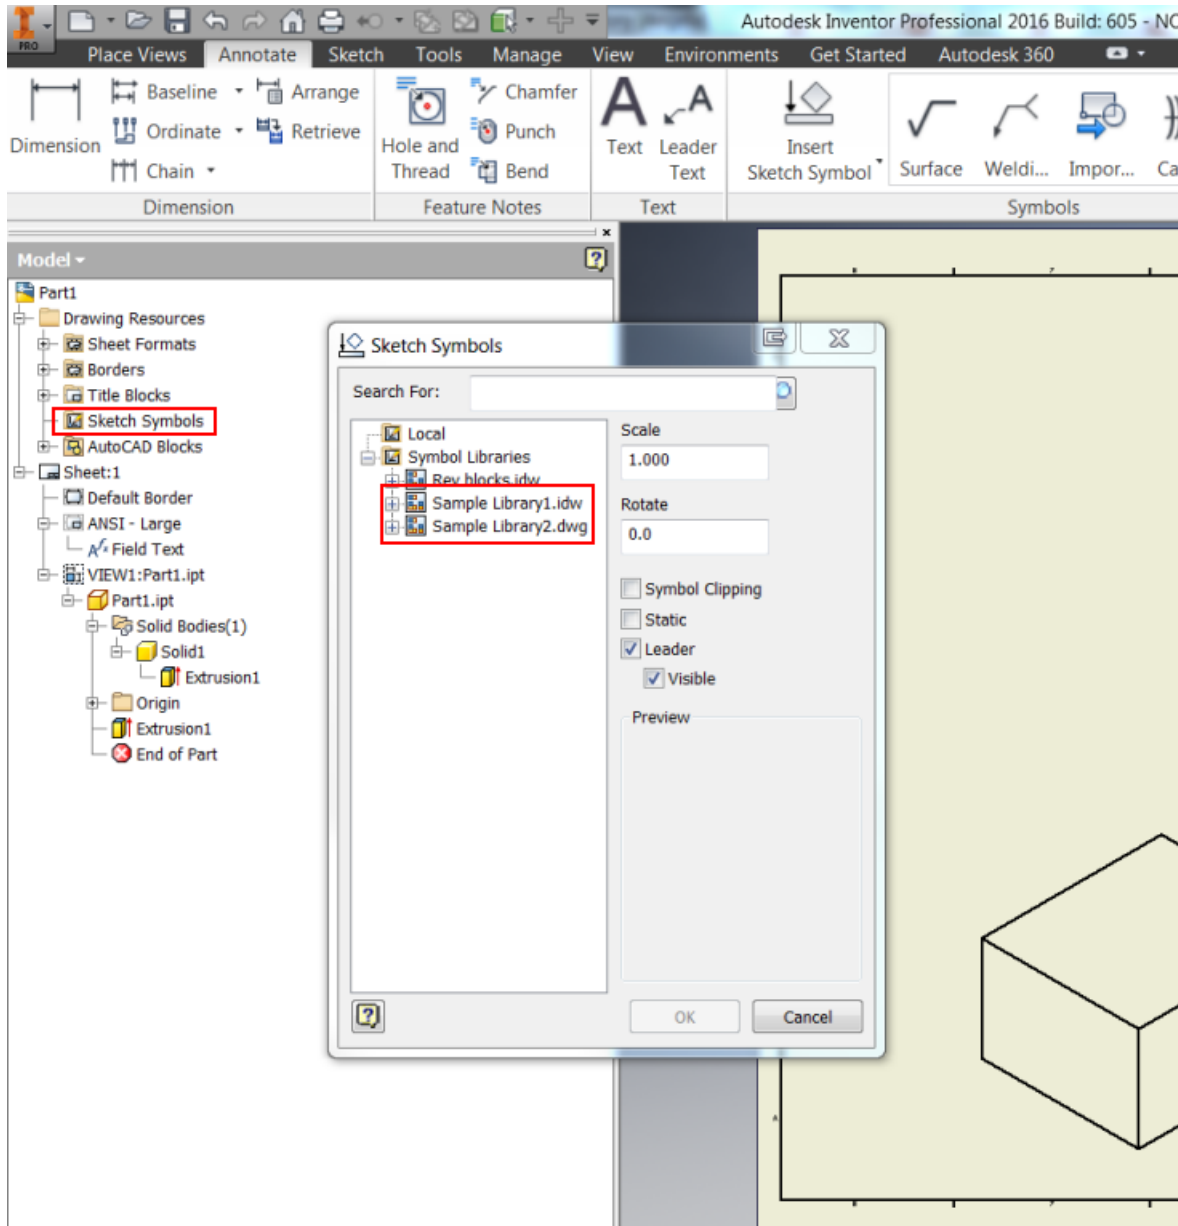 Autodesk Inventor Professional 2016 Build: 605 - NC
PRO
Place Views Annotate Sketch Tools Manage View Environments Get Started Autodesk 360
Dimension
Baseline
Ordinate
Chain
Arrange
Retrieve
Hole and
Thread
Chamfer
Punch
Bend
Text
Leader
Text
Insert
Sketch Symbol
Surface
Weldi...
Impor...
Ca
Dimension Feature Notes Text Symbols
Model
Part1
Drawing Resources
Sheet Formats
Borders
Title Blocks
Sketch Symbols
AutoCAD Blocks
Sheet:1
Default Border
ANSI - Large
Field Text
VIEW1:Part1.ipt
Part1.ipt
Solid Bodies(1)
Solid1
Extrusion1
Origin
Extrusion1
End of Part
Sketch Symbols
Search For:
Local
Symbol Libraries
Rev blocks.idw
Sample Library1.idw
Sample Library2.dwg
Scale
1.000
Rotate
0.0
Symbol Clipping
Static
Leader
Visible
Preview
OK
Cancel